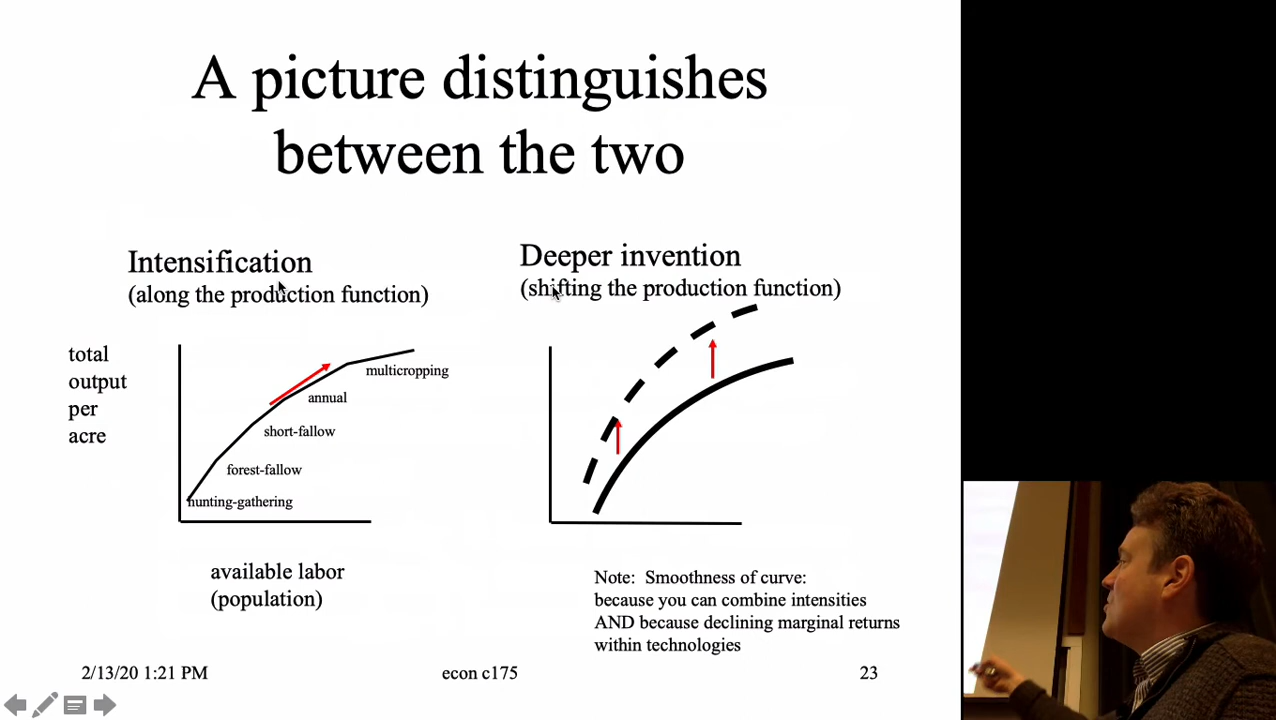 A picture distinguishes
between the two
Intensification
(along the production function)
Deeper invention
(shifting the production function)
total
output
per
acre
multicropping
annual
short-fallow
forest-fallow
hunting-gathering
available labor
(population)
Note: Smoothness of curve:
because you can combine intensities
AND because declining marginal returns
within technologies
2/13/20 1:21 PM
econ c175
23